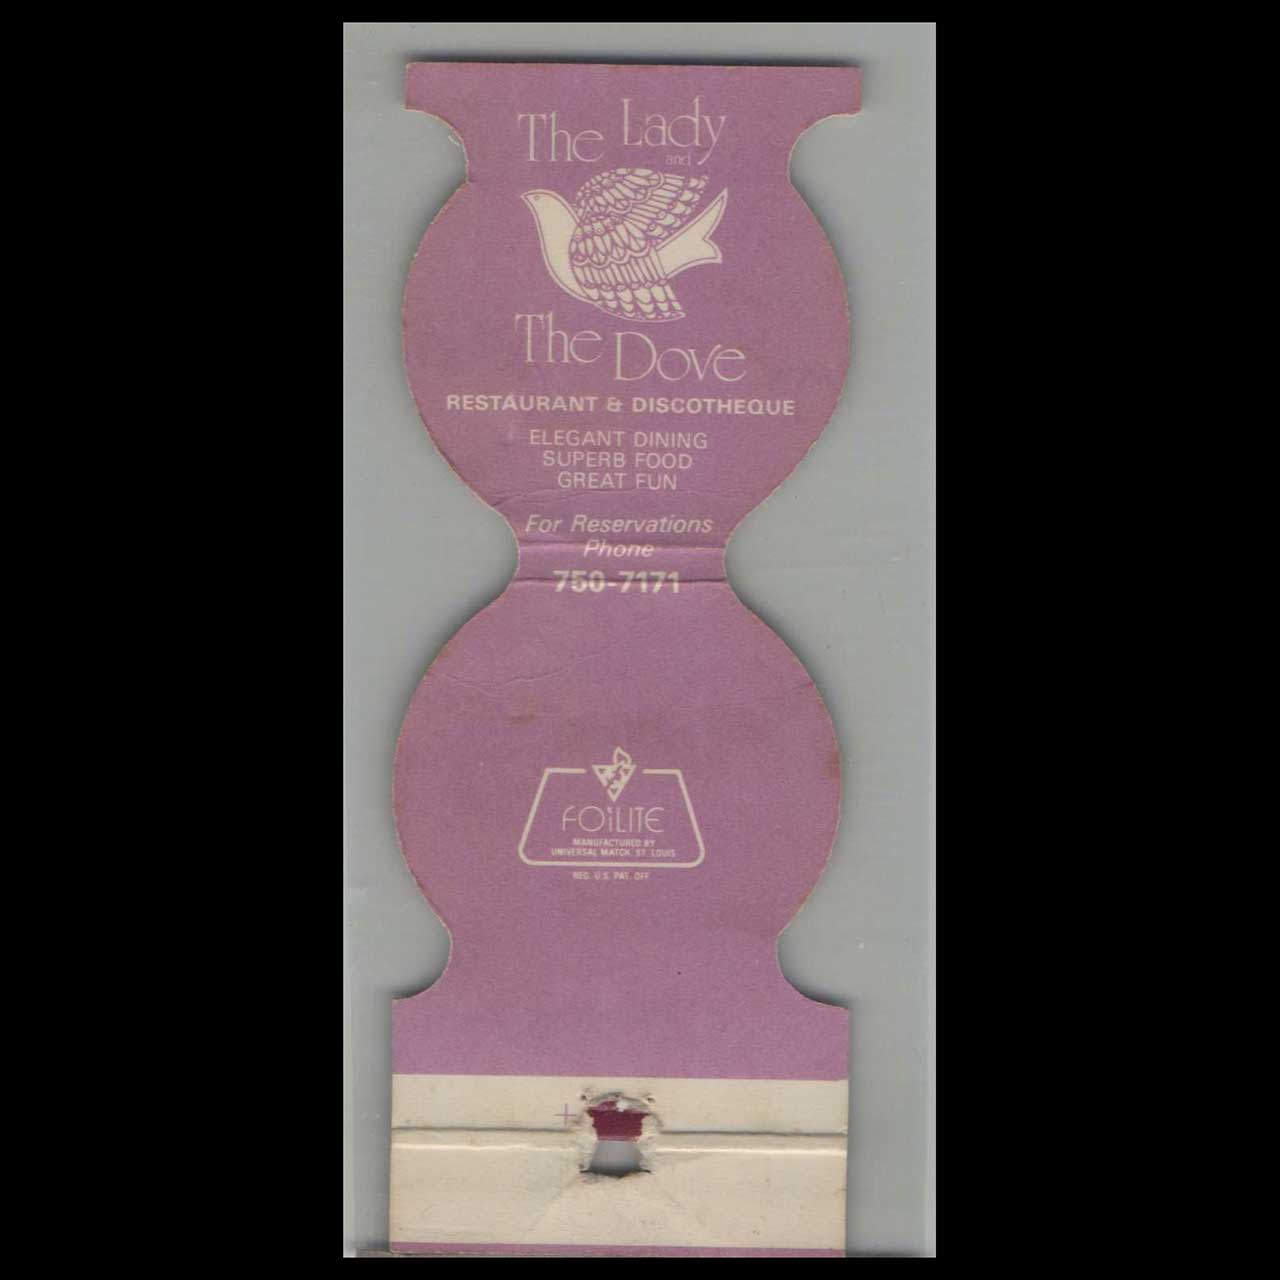 The Lady
and
The Dove
RESTAURANT & DISCOTHEQUE
ELEGANT DINING
SUPERB FOOD
GREAT FUN
For Reservations
Phone
750-7171
FOiLITE
MANUFACTURED BY
UNIVERSAL MATCH, ST. LOUIS
REG. U.S. PAT. OFF.